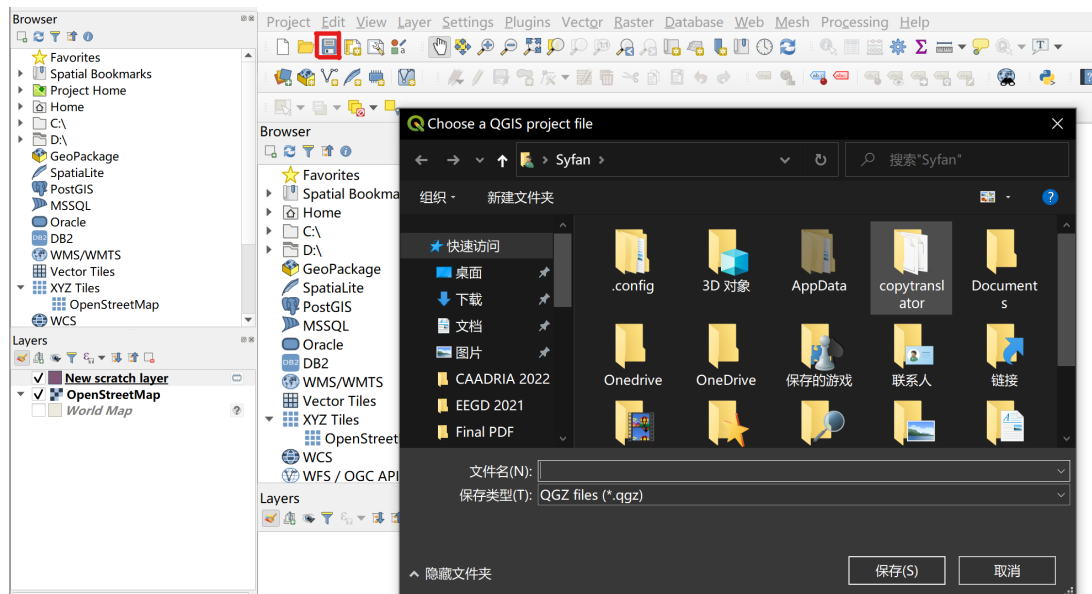 Browser
Favorites
Spatial Bookmarks
Project Home
Home
C:\
D:\
GeoPackage
SpatiaLite
PostGIS
MSSQL
Oracle
DB2
DB2
WMS/WMTS
Vector Tiles
XYZ Tiles
OpenStreetMap
WCS
Layers
New scratch layer
OpenStreetMap
World Map
?
Project Edit View Layer Settings Plugins Vector Raster Database Web Mesh Processing Help
Browser
Favorites
Spatial Bookma
Home
C:\
D:\
GeoPackage
SpatiaLite
PostGIS
MSSQL
Oracle
DB2
DB2
WMS/WMTS
Vector Tiles
XYZ Tiles
OpenStreet
WCS
WFS / OGC API
Layers
Choose a QGIS project file
Syfan
搜索"Syfan"
组织
新建文件夹
?
快速访问
桌面
下载
文档
图片
CAADRIA 2022
EEGD 2021
Final PDF
.config
3D 对象
AppData
copytransl
ator
Document
s
Onedrive
OneDrive
保存的游戏
联系人
链接
文件名(N):
保存类型(T): QGZ files (*.qgz)
隐藏文件夹
保存(S)
取消